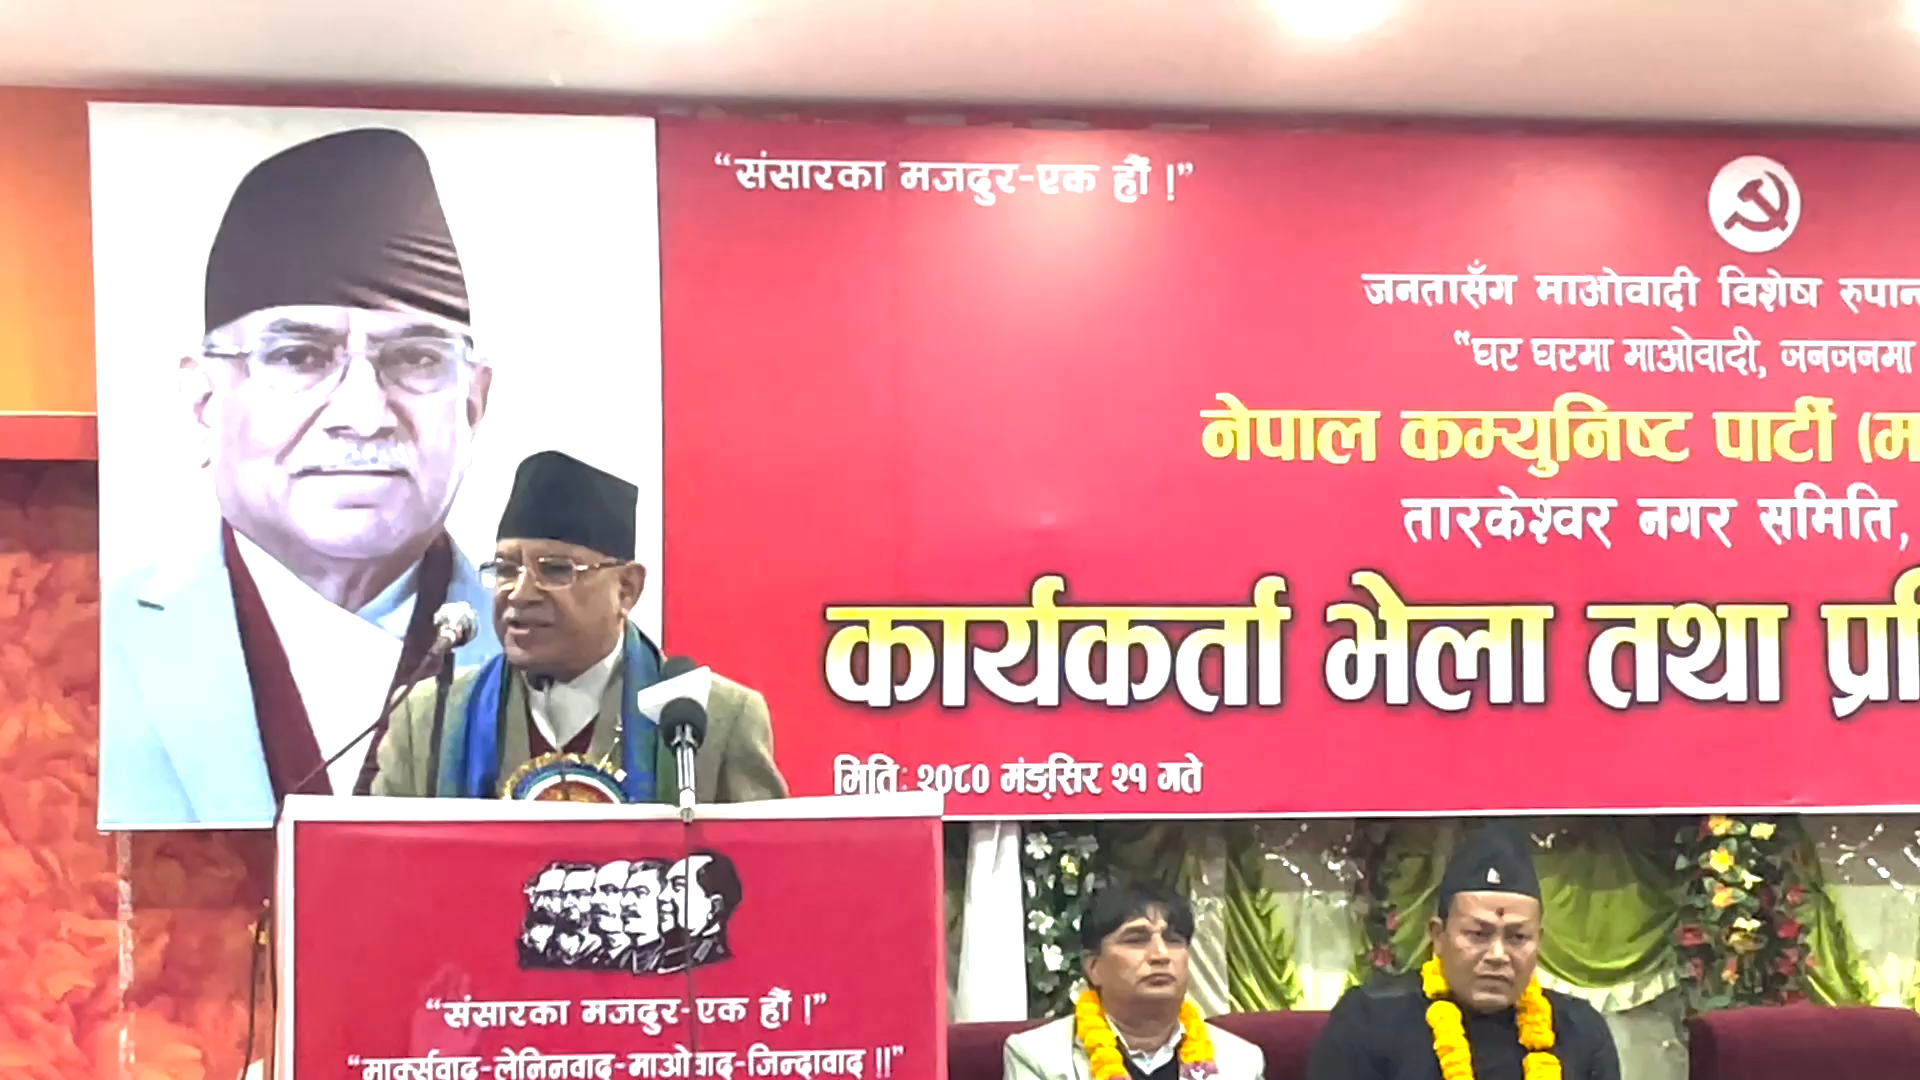 “संसारका मजदुर-एक हौं !”
जनतासँग माओवादी विशेष
“घर घरमा माओवादी, जनजनमा
नेपाल कम्युनिष्ट पार्टी
तारकेश्वर नगर समिति,
कार्यकर्ता भेला तथा
मितिः २०८० मंङ्सिर २१ गते
“संसारका मजदुर-एक हौं !”
“मार्क्सवाद-लेनिनवाद-माओवाद-जिन्दावाद !!”